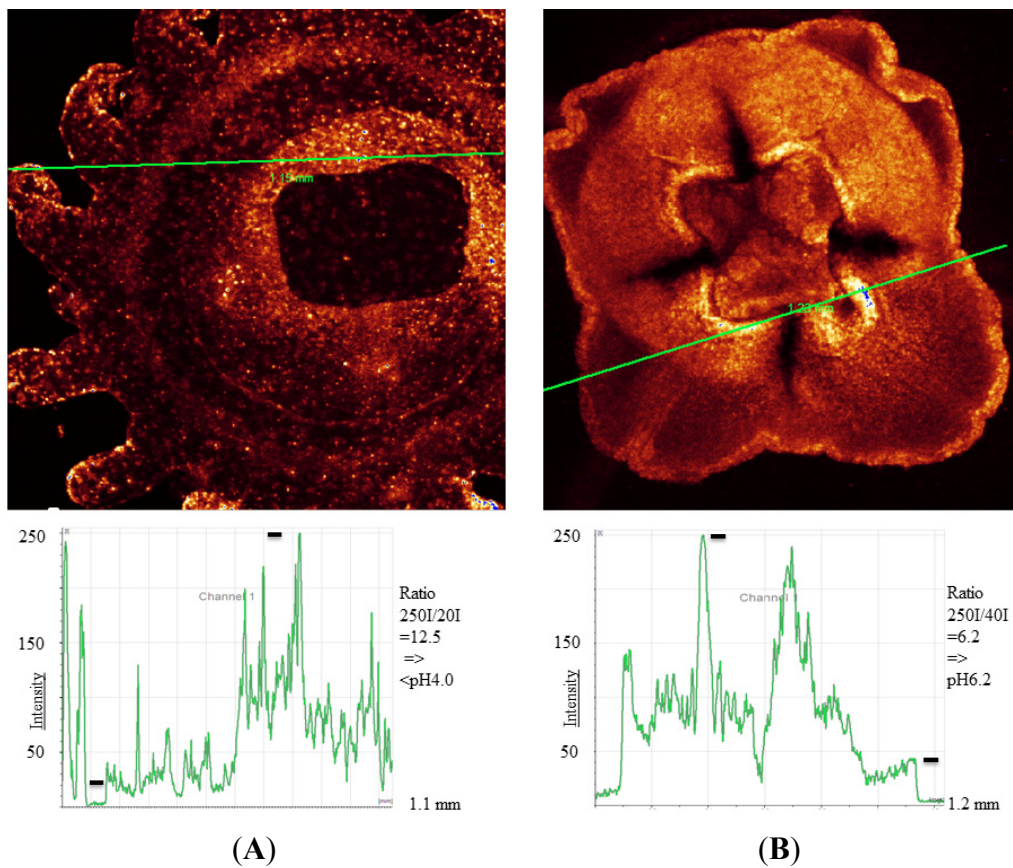 1.15 mm
1.23 mm
250
150
50
Intensity
Channel 1
Ratio
250I/20I
=12.5
=>
<pH4.0
1.1 mm
250
150
50
Intensity
Channel 1
Ratio
250I/40I
=6.2
=>
pH6.2
1.2 mm
(A)
(B)